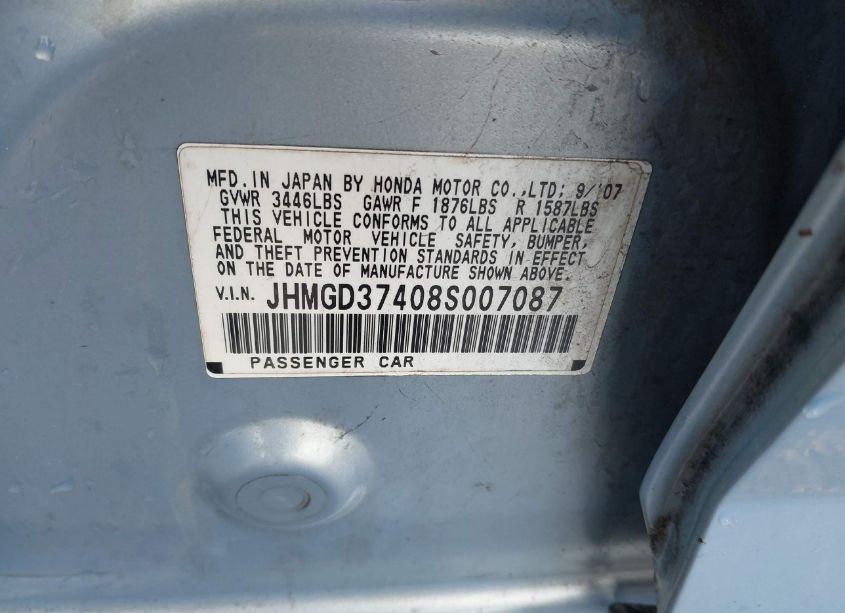 MFD. IN JAPAN BY HONDA MOTOR CO.,LTD: 9/'07
GVWR 3446LBS GAWR F 1876LBS R 1587LBS
THIS VEHICLE CONFORMS TO ALL APPLICABLE
FEDERAL MOTOR VEHICLE SAFETY, BUMPER,
AND THEFT PREVENTION STANDARDS IN EFFECT
ON THE DATE OF MANUFACTURE SHOWN ABOVE.
V.I.N. JHMGD37408S007087
PASSENGER CAR